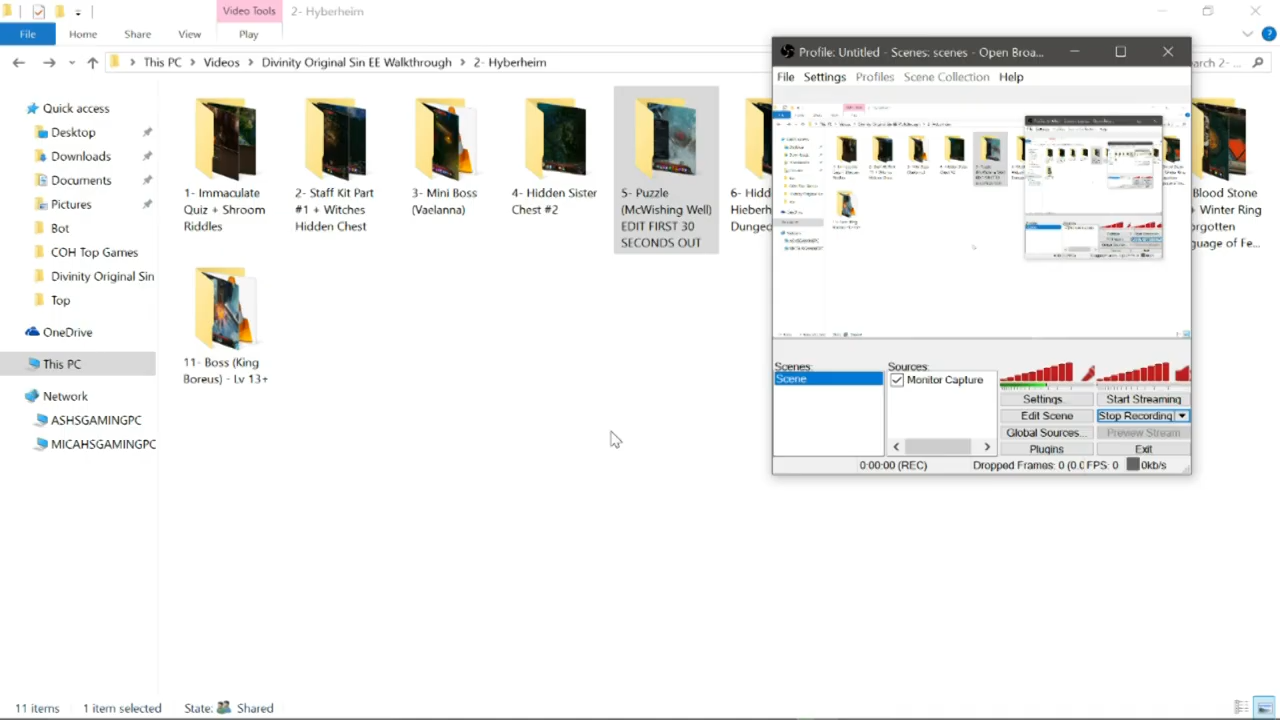 Video Tools
2- Hyberheim
File
Home
Share
View
Play
This PC
Videos
Divinity Original Sin EE Walkthrough
2- Hyberheim
arch 2- ...
Quick access
Desktop
Downloads
Documents
Pictures
Bot
COH Top games
Divinity Original Sin
Top
OneDrive
This PC
Network
ASHSGAMINGPC
MICAHSGAMINGPC
1- Immaculate
Quiz + Shroom
Riddles
2- Staff Kit Part
#1 + Witches
Hidden Chest
3- Mini Boss
(Vaelanna)
4- Hidden Sister
Chest #2
5- Puzzle
(McWishing Well)
EDIT FIRST 30
SECONDS OUT
6- Hidd
Hieberh
Dungeo
Blood Stone
+ Winter Ring
orgotten
guage of Fe...
11- Boss (King
Boreus) - Lv 13+
Profile: Untitled - Scenes: scenes - Open Broa...
File
Settings
Profiles
Scene Collection
Help
Scenes:
Scene
Sources:
Monitor Capture
Settings...
Start Streaming
Edit Scene
Stop Recording
Global Sources...
Preview Stream
Plugins
Exit
0:00:00 (REC)
Dropped Frames: 0 (0.0
FPS: 0
0kb/s
11 items
1 item selected
State:
Shared